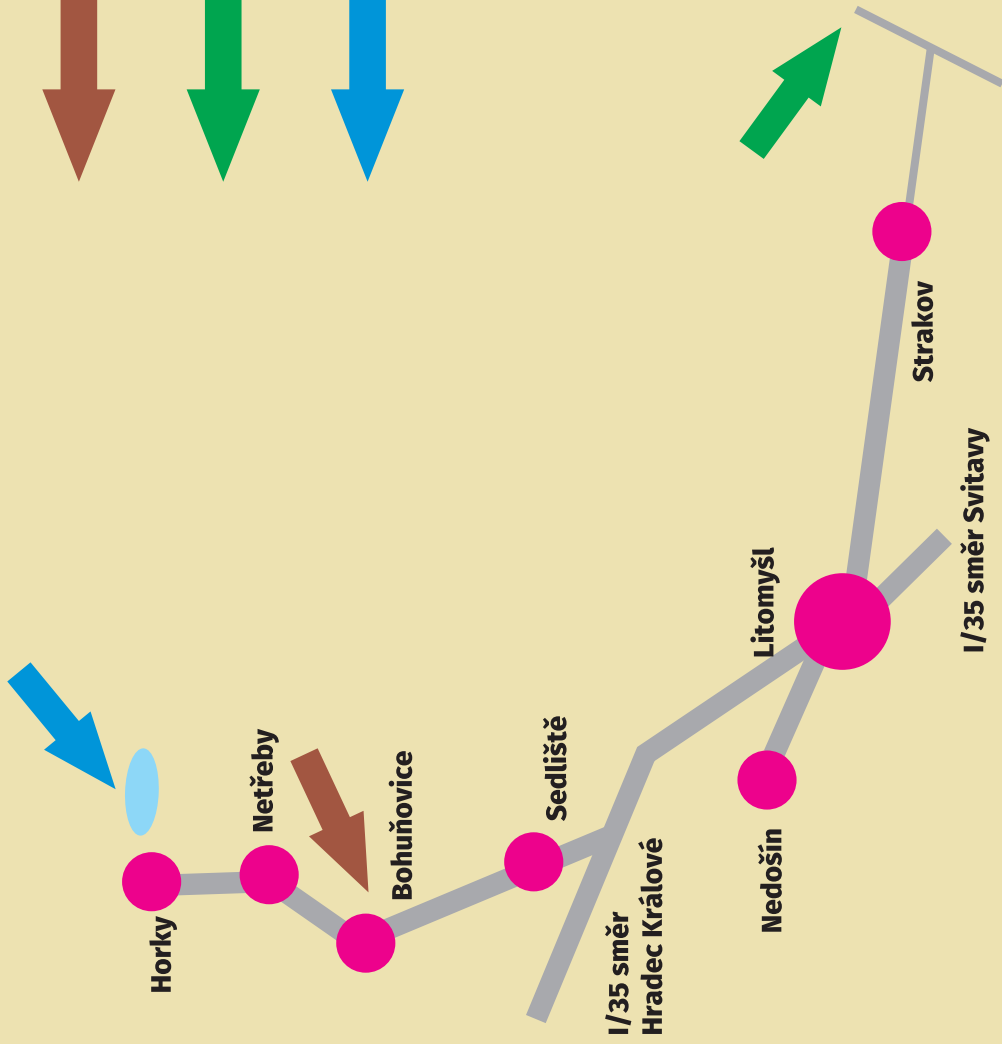 Horky
Netřeby
Bohuňovice
Sedliště
I/35 směr
Hradec Králové
Litomyšl
Nedošín
Strakov
I/35 směr Svitavy